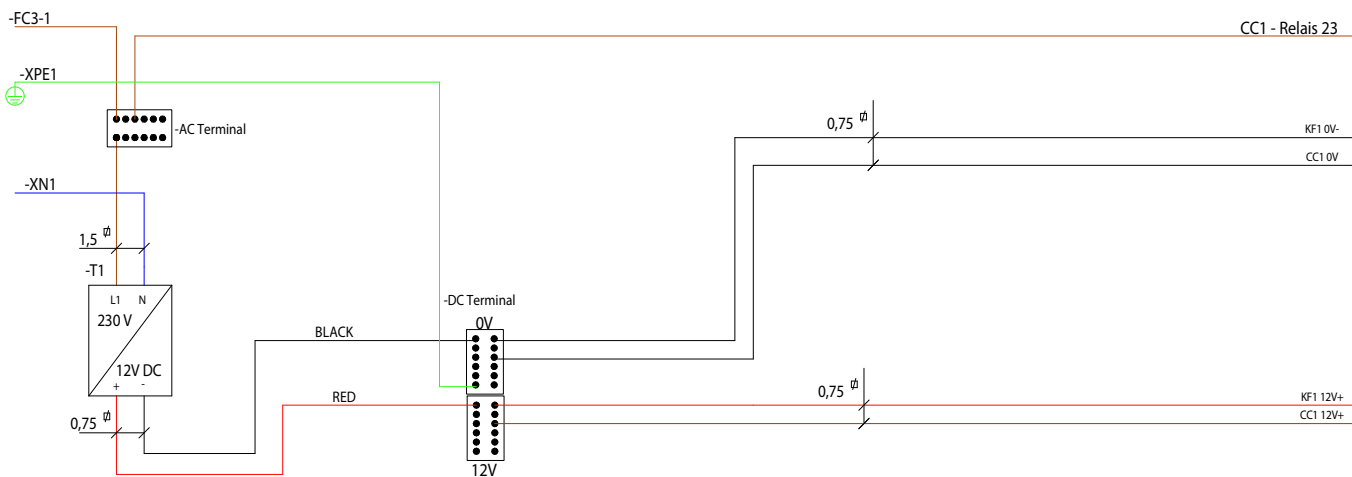 -FC3-1
CC1 - Relais 23
-XPE1
-AC Terminal
0,75
KF1 0V-
CC1 0V
-XN1
1,5
-T1
L1 N
230 V
12V DC
+ -
-DC Terminal
0V
BLACK
RED
0,75
KF1 12V+
CC1 12V+
0,75
12V